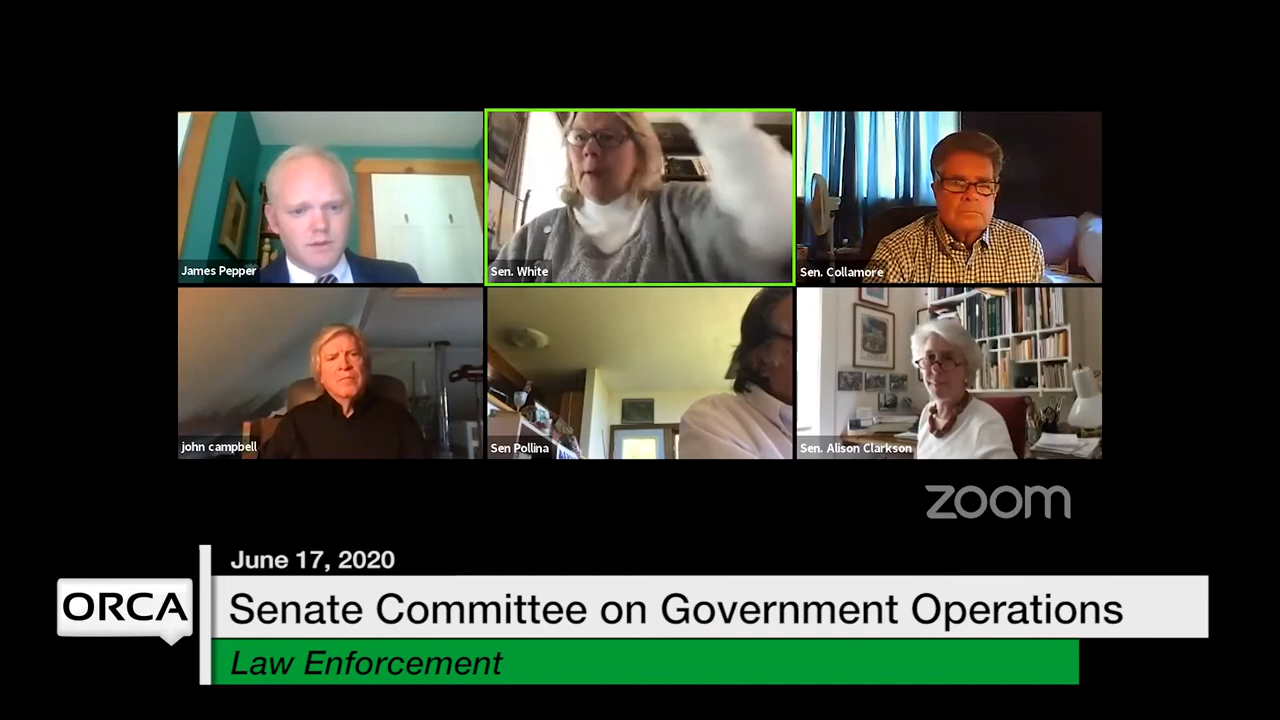 James Pepper
Sen. White
Sen. Collamore
john campbell
Sen Pollina
Sen. Alison Clarkson
zoom
June 17, 2020
ORCA
Senate Committee on Government Operations
Law Enforcement